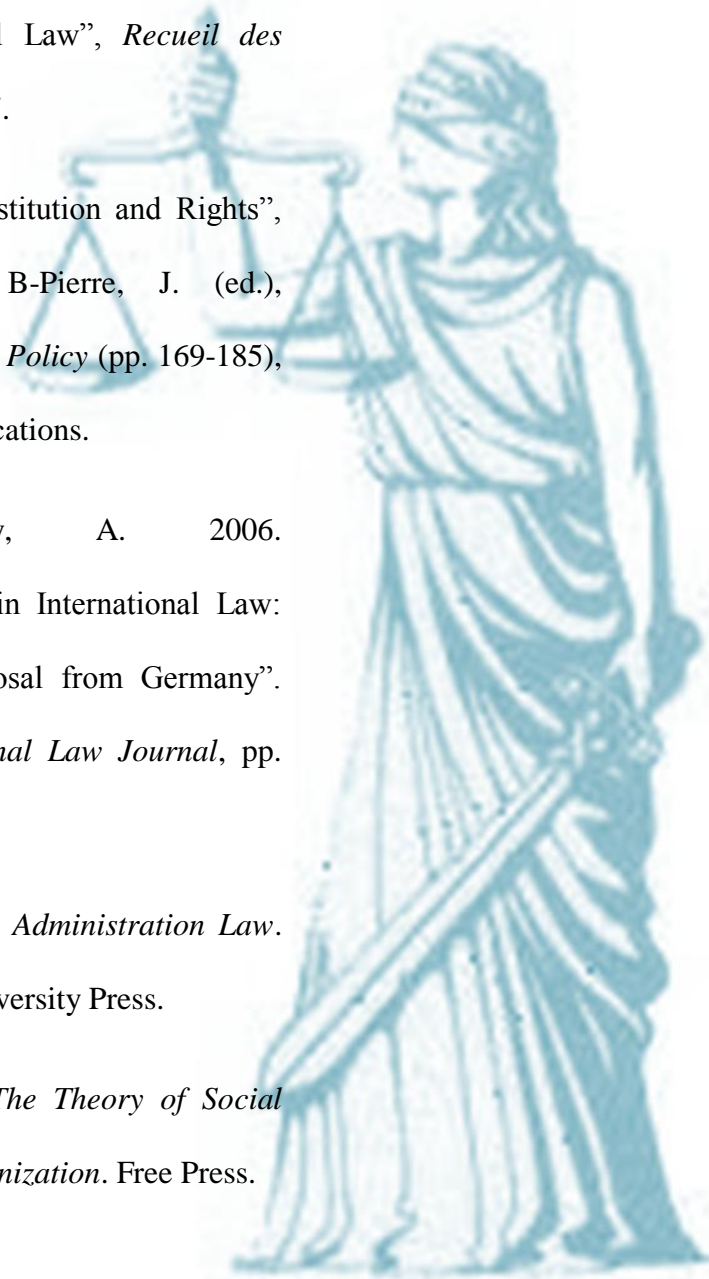 Law”, Recueil des
stitution and Rights”,
B-Pierre, J. (ed.),
Policy (pp. 169-185),
cations.
A. 2006.
in International Law:
osal from Germany”.
nal Law Journal, pp.
Administration Law.
versity Press.
The Theory of Social
nization. Free Press.